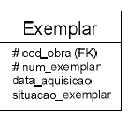 Exemplar
# cod_obra (FK)
# num_exemplar
data_aquisicao
situacao_exemplar